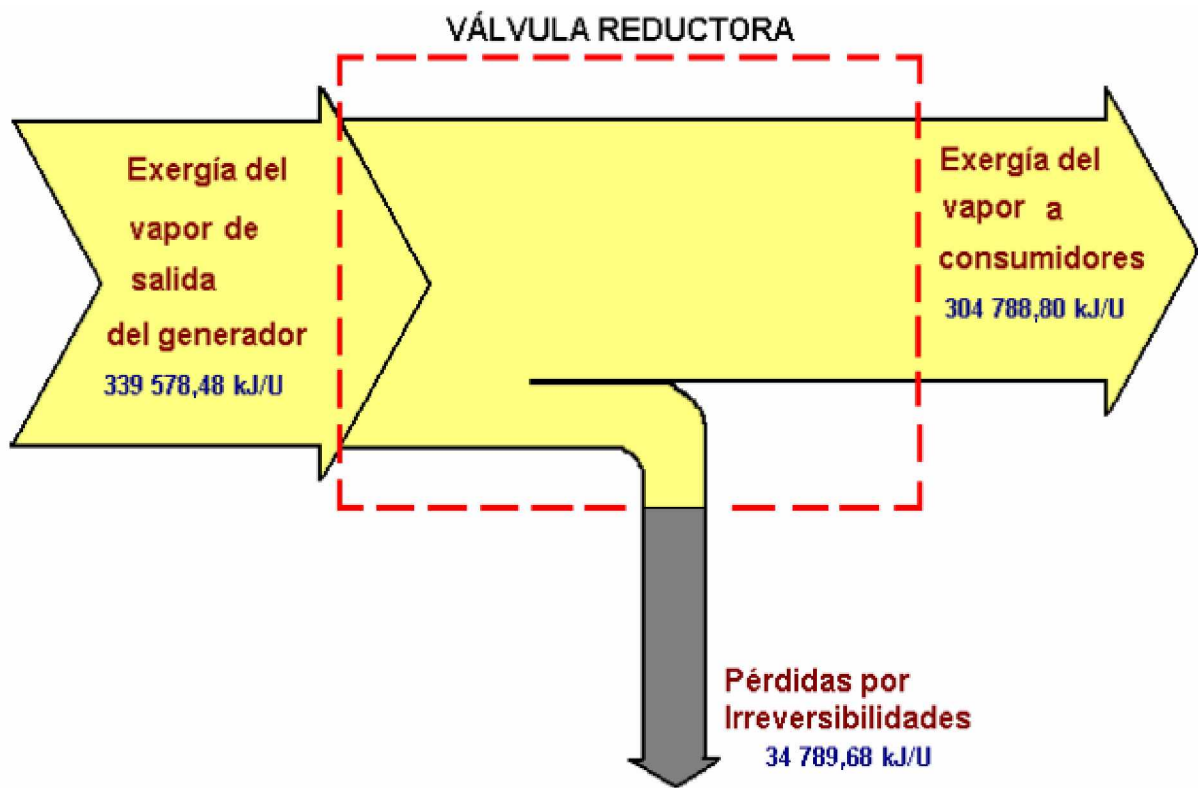 VÁLVULA REDUCTORA
Exergía del
vapor de
salida
del generador
339 578,48 kJ/U
Exergía del
vapor a
consumidores
304 788,80 kJ/U
Pérdidas por
Irreversibilidades
34 789,68 kJ/U